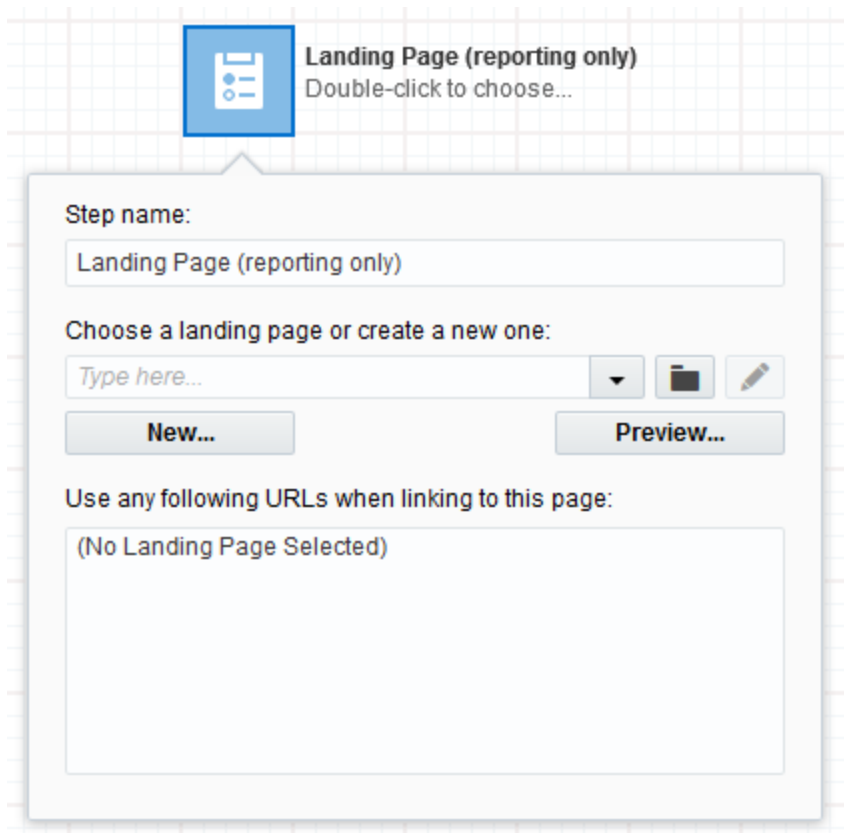 Landing Page (reporting only)
Double-click to choose...
Step name:
Landing Page (reporting only)
Choose a landing page or create a new one:
Type here...
New...
Preview...
Use any following URLs when linking to this page:
(No Landing Page Selected)